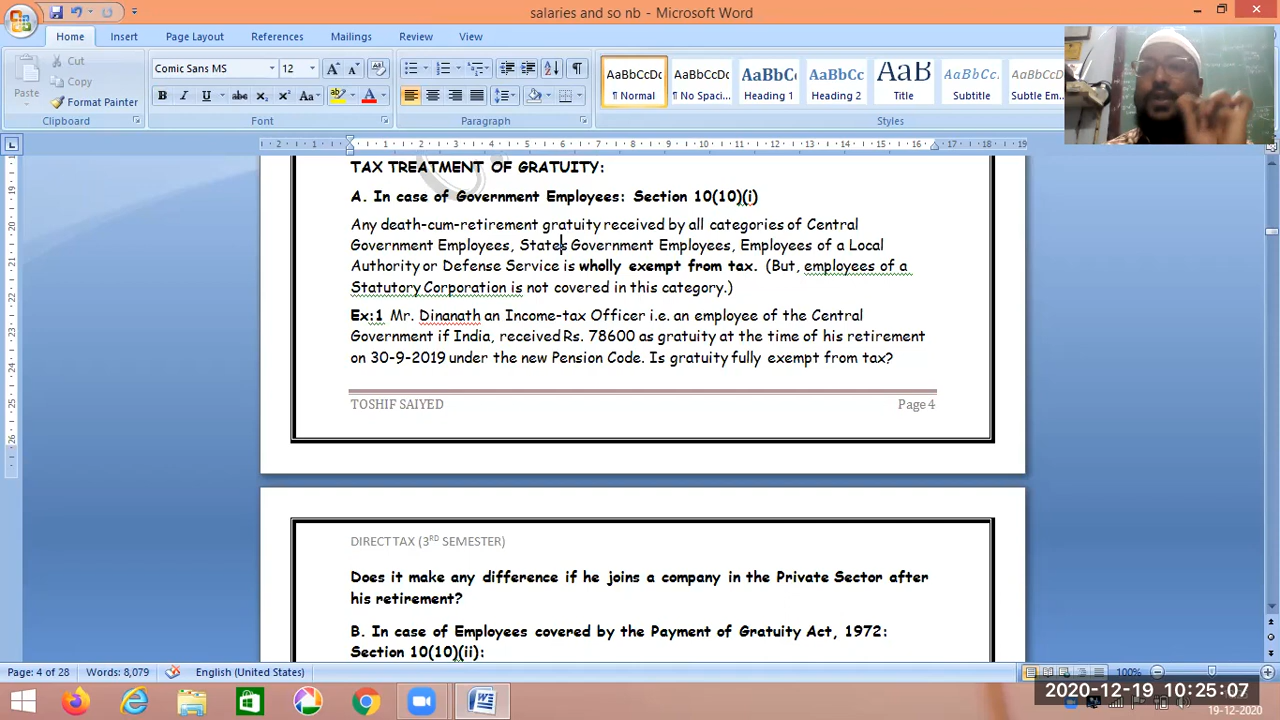 salaries and so nb - Microsoft Word
Home Insert Page Layout References Mailings Review View
Paste
Cut
Copy
Format Painter
Clipboard
Comic Sans MS 12
Font
Paragraph
AaBbCcDc AaBbCcDc AaBbCc AaBbCc AaB AaBbCc. AaBbCcD
¶ Normal ¶ No Spaci... Heading 1 Heading 2 Title Subtitle Subtle Em...
Styles
TAX TREATMENT OF GRATUITY:
A. In case of Government Employees: Section 10(10)(i)
Any death-cum-retirement gratuity received by all categories of Central
Government Employees, States Government Employees, Employees of a Local
Authority or Defense Service is wholly exempt from tax. (But, employees of a
Statutory Corporation is not covered in this category.)
Ex:1 Mr. Dinanath an Income-tax Officer i.e. an employee of the Central
Government if India, received Rs. 78600 as gratuity at the time of his retirement
on 30-9-2019 under the new Pension Code. Is gratuity fully exempt from tax?
TOSHIF SAIYED Page 4
DIRECT TAX (3RD SEMESTER)
Does it make any difference if he joins a company in the Private Sector after
his retirement?
B. In case of Employees covered by the Payment of Gratuity Act, 1972:
Section 10(10)(ii):
Page: 4 of 28 Words: 8,079 English (United States) 100%
2020-12-19 10:25:07
19-12-2020